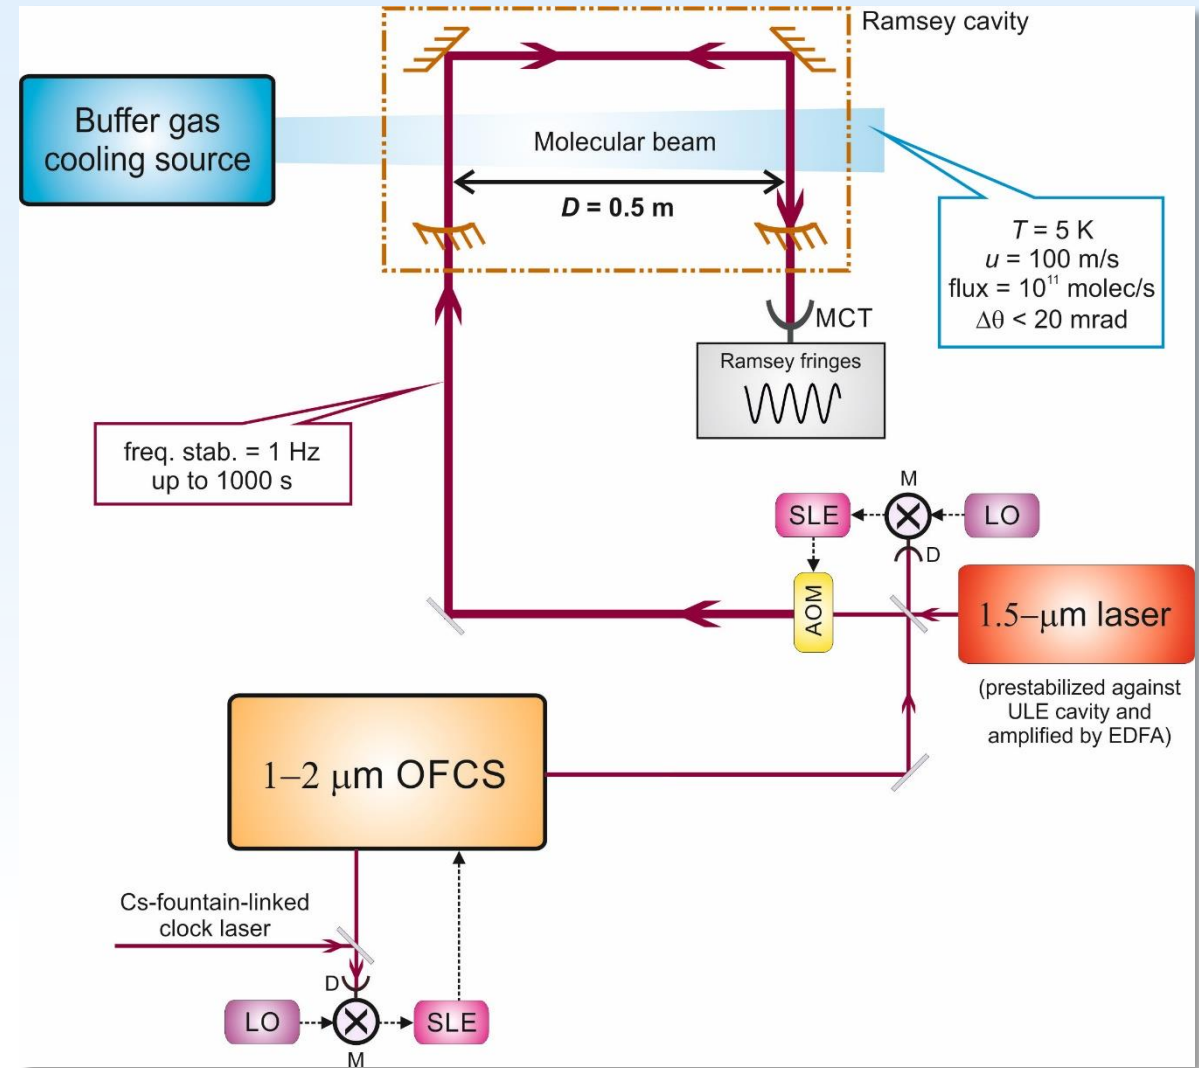 Ramsey cavity
Buffer gas
cooling source
Molecular beam
D = 0.5 m
T = 5 K
u = 100 m/s
flux = 10¹¹ molec/s
Δθ < 20 mrad
MCT
Ramsey fringes
freq. stab. = 1 Hz
up to 1000 s
M
SLE
LO
D
AOM
1.5–μm laser
(prestabilized against
ULE cavity and
amplified by EDFA)
1–2 μm OFCS
Cs-fountain-linked
clock laser
D
LO
SLE
M